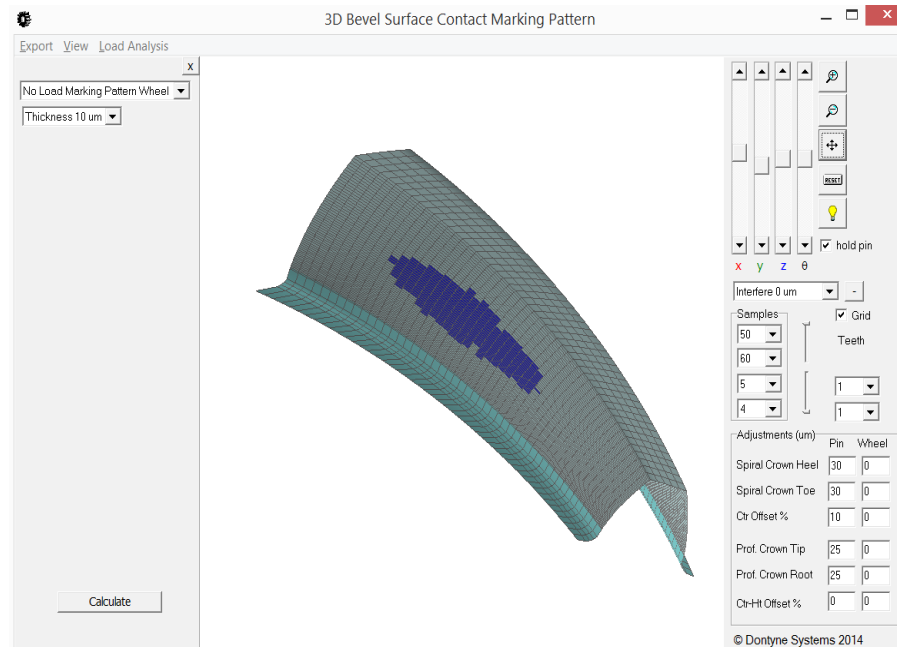 3D Bevel Surface Contact Marking Pattern
Export View Load Analysis
x
No Load Marking Pattern Wheel
Thickness 10 um
hold pin
RESET
x y z θ
Interfere 0 um
-
Samples
Grid
50
Teeth
60
5
1
4
1
Adjustments (um)
Pin Wheel
Spiral Crown Heel 30 0
Spiral Crown Toe 30 0
Ctr Offset % 10 0
Prof. Crown Tip 25 0
Prof. Crown Root 25 0
Ctr-Ht Offset % 0 0
Calculate
© Dontyne Systems 2014